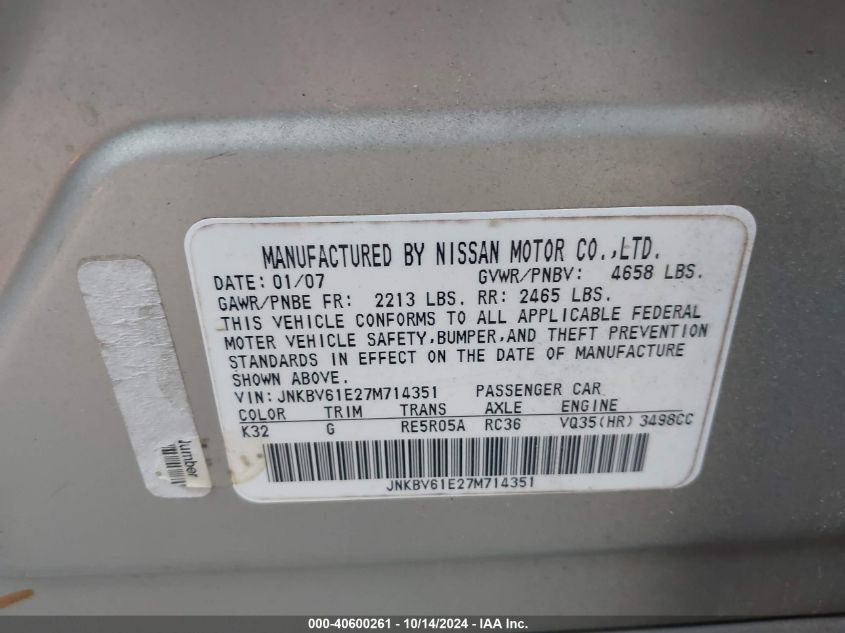 MANUFACTURED BY NISSAN MOTOR CO.,LTD.
DATE: 01/07 GVWR/PNBV: 4658 LBS.
GAWR/PNBE FR: 2213 LBS. RR: 2465 LBS.
THIS VEHICLE CONFORMS TO ALL APPLICABLE FEDERAL
MOTER VEHICLE SAFETY,BUMPER,AND THEFT PREVENTION
STANDARDS IN EFFECT ON THE DATE OF MANUFACTURE
SHOWN ABOVE.
VIN: JNKBV61E27M714351 PASSENGER CAR
COLOR TRIM TRANS AXLE ENGINE
K32 G RE5R05A RC36 VQ35(HR) 3498CC
JNKBV61E27M714351
umber
000-40600261 - 10/14/2024 - IAA Inc.